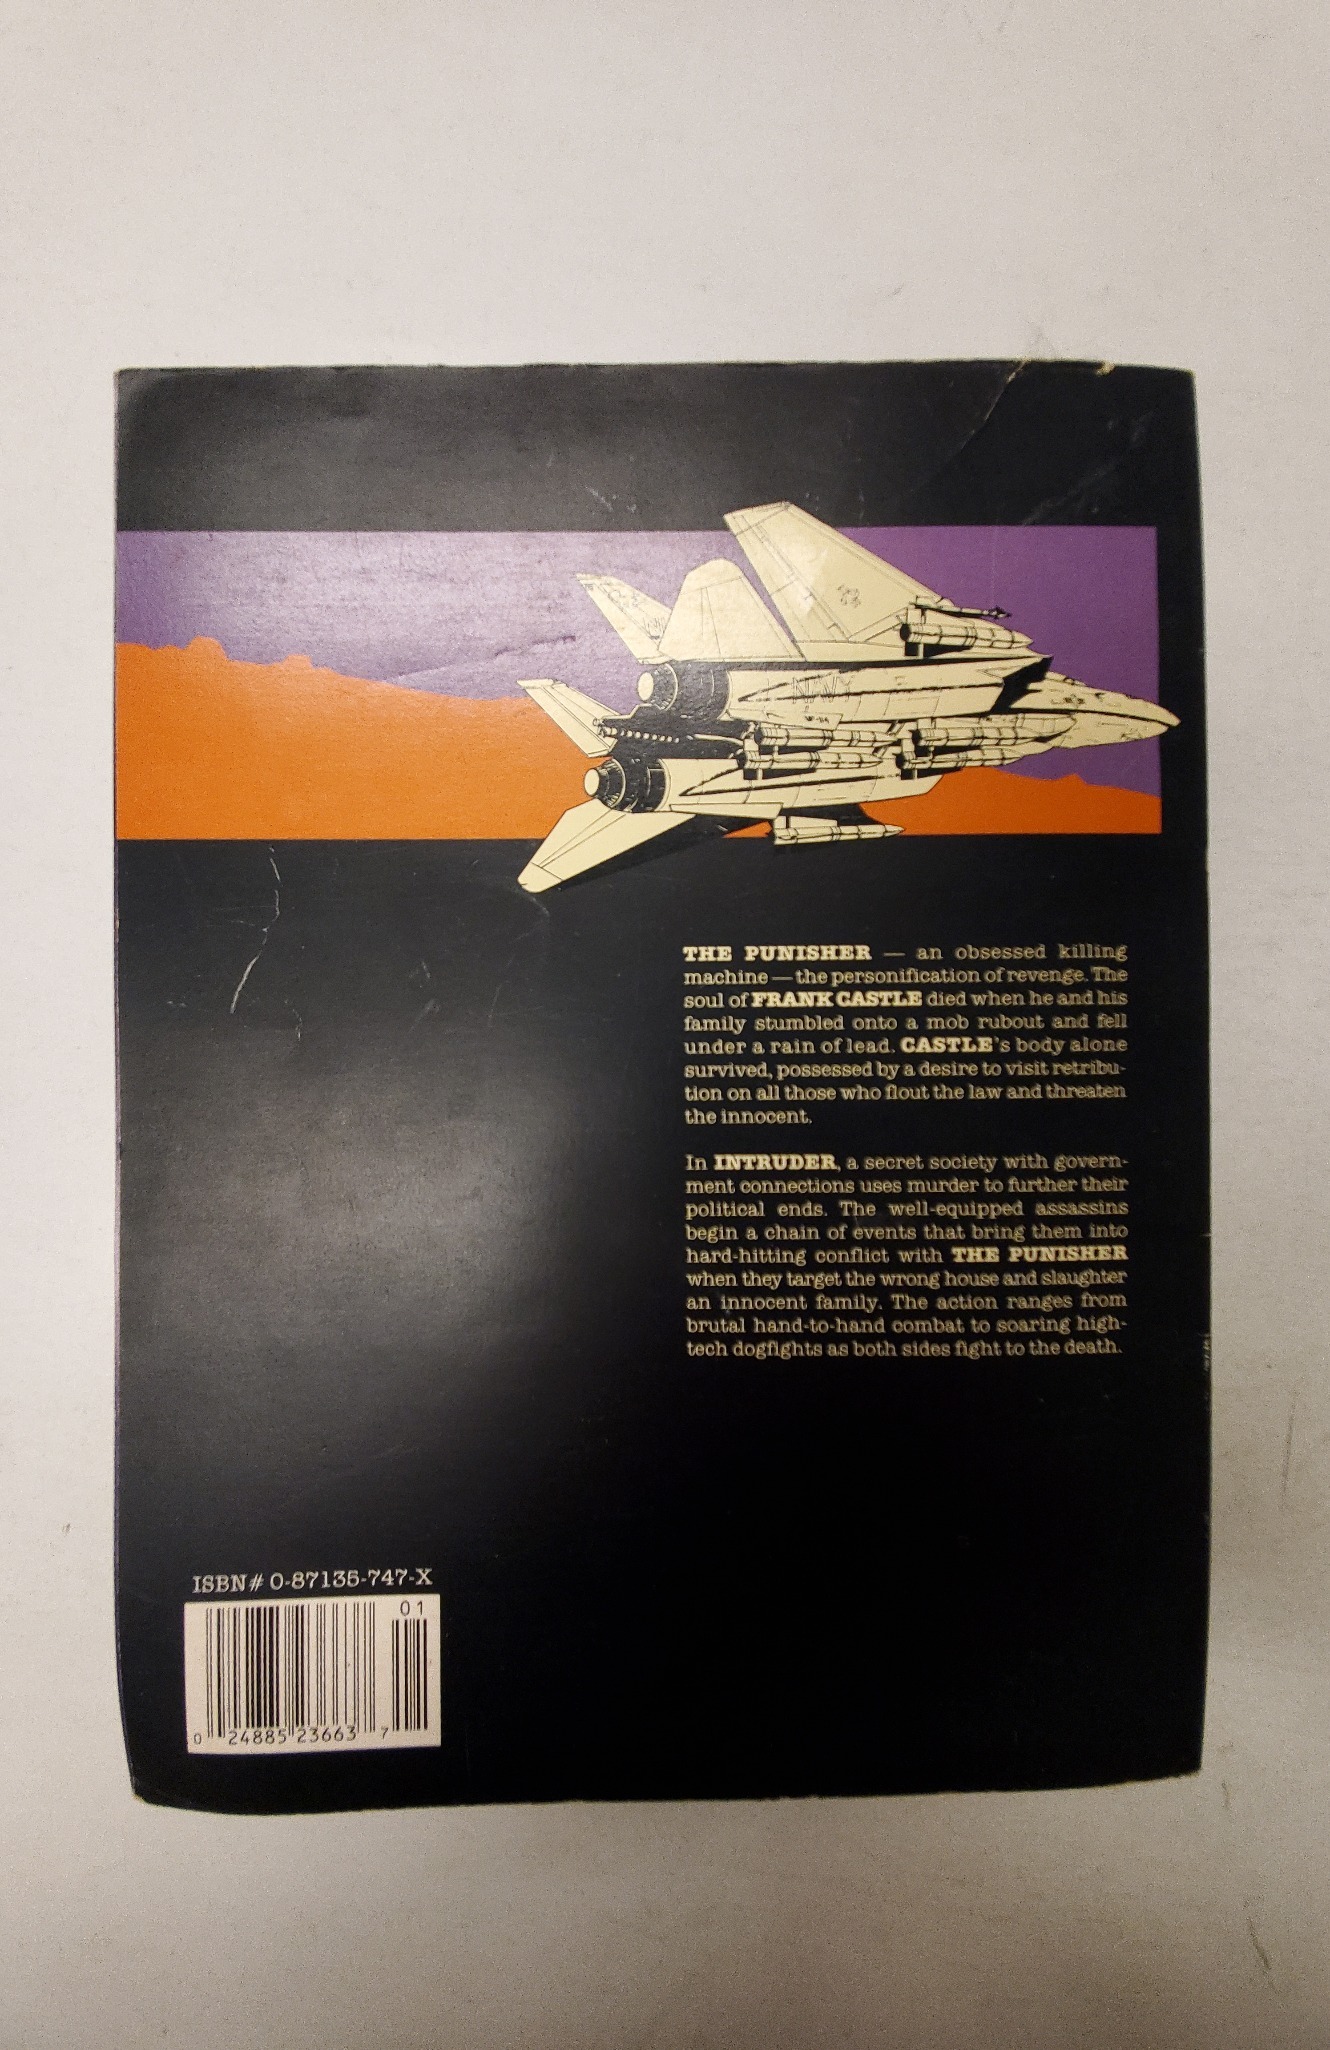 NAVY
THE PUNISHER — an obsessed killing
machine — the personification of revenge. The
soul of FRANK CASTLE died when he and his
family stumbled onto a mob rubout and fell
under a rain of lead. CASTLE's body alone
survived, possessed by a desire to visit retribu-
tion on all those who flout the law and threaten
the innocent.
In INTRUDER, a secret society with govern-
ment connections uses murder to further their
political ends. The well-equipped assassins
begin a chain of events that bring them into
hard-hitting conflict with THE PUNISHER
when they target the wrong house and slaughter
an innocent family. The action ranges from
brutal hand-to-hand combat to soaring high-
tech dogfights as both sides fight to the death.
ISBN# 0-87135-747-X
01
0 24885 23663 7